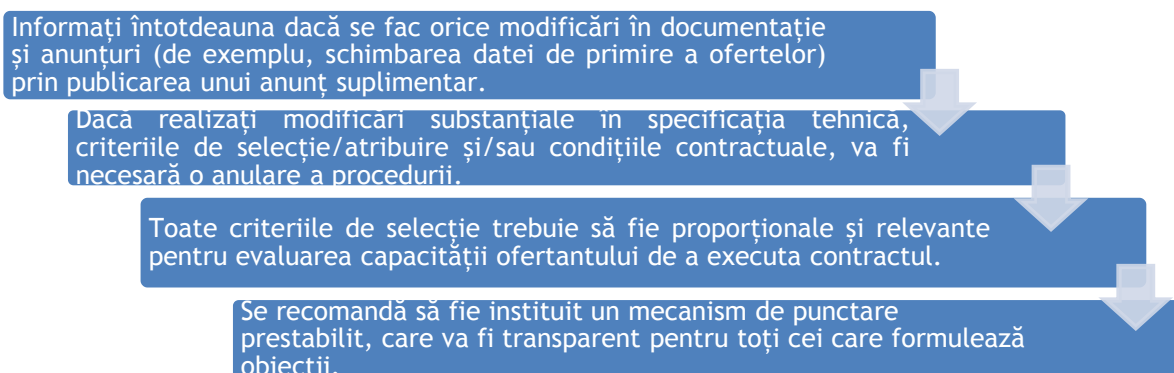 Informați întotdeauna dacă se fac orice modificări în documentație
și anunțuri (de exemplu, schimbarea datei de primire a ofertelor)
prin publicarea unui anunț suplimentar.
Dacă realizați modificări substanțiale în specificația tehnică,
criteriile de selecție/atribuire și/sau condițiile contractuale, va fi
necesară o anulare a procedurii.
Toate criteriile de selecție trebuie să fie proporționale și relevante
pentru evaluarea capacității ofertantului de a executa contractul.
Se recomandă să fie instituit un mecanism de punctare
prestabilit, care va fi transparent pentru toți cei care formulează
obiecții.